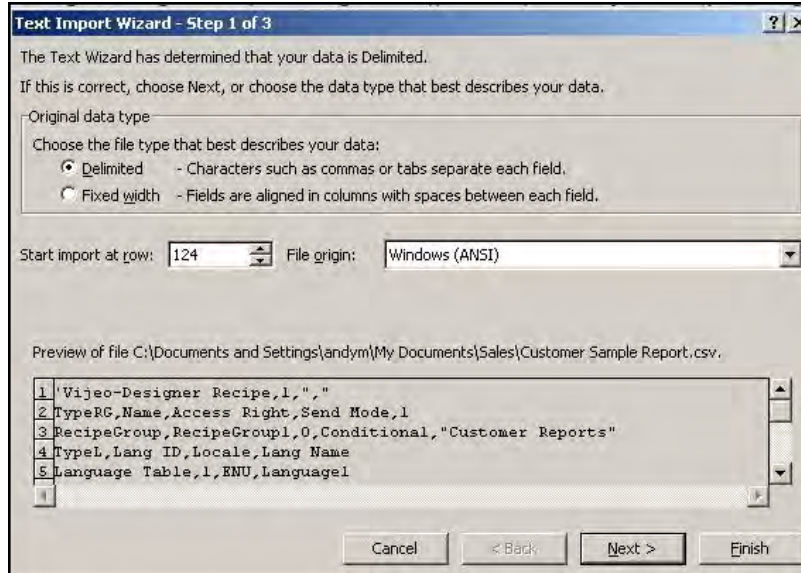 Text Import Wizard - Step 1 of 3
The Text Wizard has determined that your data is Delimited.
If this is correct, choose Next, or choose the data type that best describes your data.
Original data type
Choose the file type that best describes your data:
Delimited - Characters such as commas or tabs separate each field.
Fixed width - Fields are aligned in columns with spaces between each field.
Start import at row: 124 File origin: Windows (ANSI)
Preview of file C:\Documents and Settings\andym\My Documents\Sales\Customer Sample Report.csv.
1 'Vijeo-Designer Recipe,1,","
2 TypeRG,Name,Access Right,Send Mode,1
3 RecipeGroup,RecipeGroup1,0,Conditional,"Customer Reports"
4 TypeL,Lang ID,Locale,Lang Name
5 Language Table,1,ENU,Language1
Cancel < Back Next > Finish